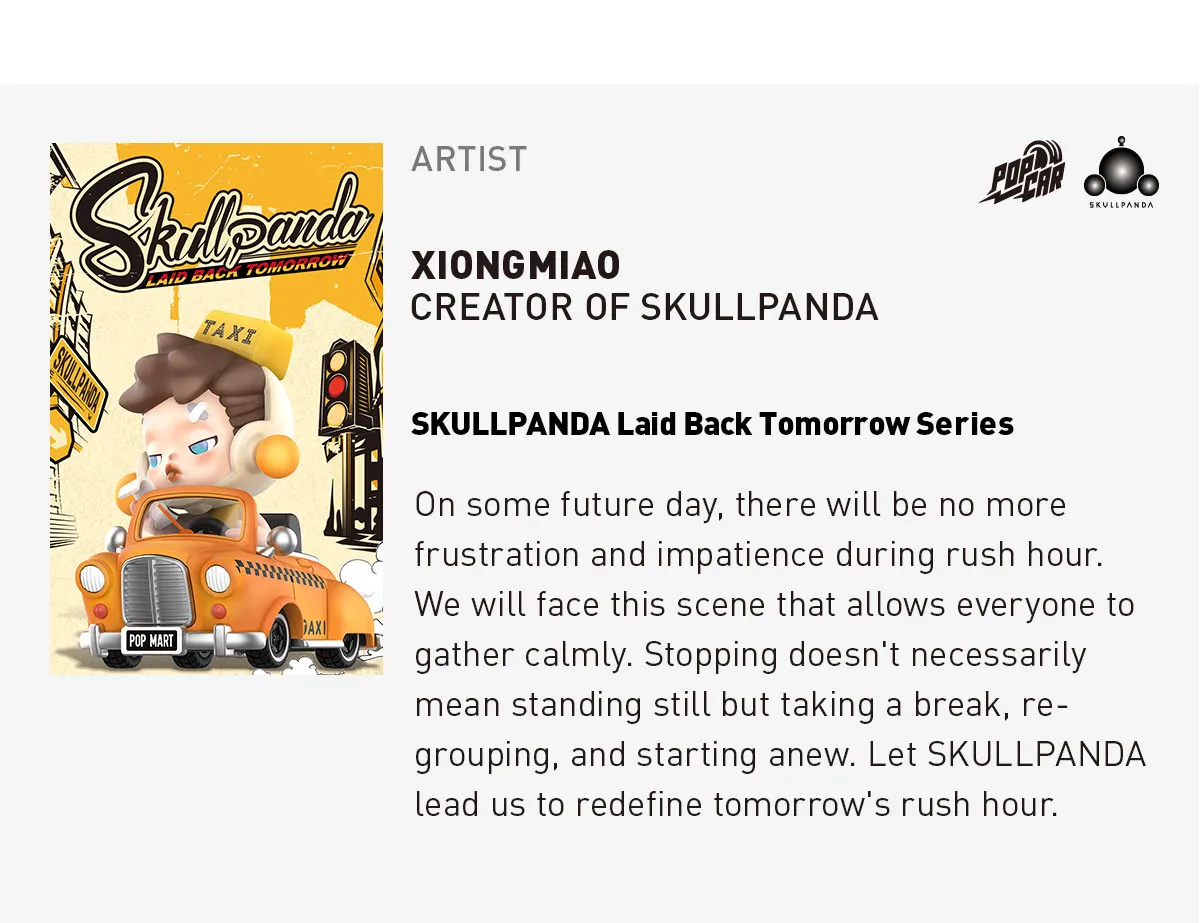 Skullpanda
LAID BACK TOMORROW
TAXI
SKULLPANDA
POP MART
TAXI
ARTIST
POP
CAR
SKULLPANDA
XIONGMIAO
CREATOR OF SKULLPANDA
SKULLPANDA Laid Back Tomorrow Series
On some future day, there will be no more
frustration and impatience during rush hour.
We will face this scene that allows everyone to
gather calmly. Stopping doesn't necessarily
mean standing still but taking a break, re-
grouping, and starting anew. Let SKULLPANDA
lead us to redefine tomorrow's rush hour.